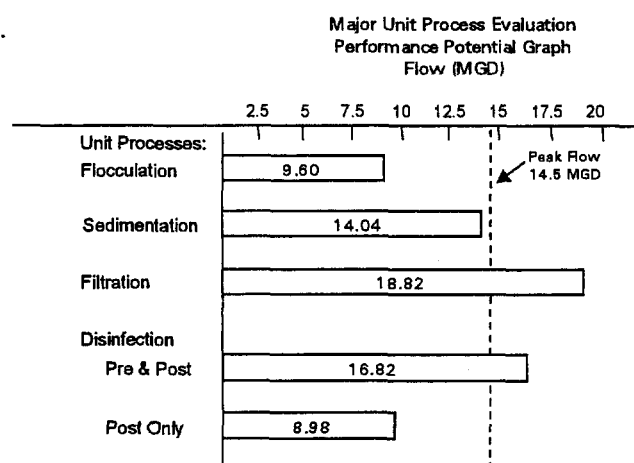 Major Unit Process Evaluation
Performance Potential Graph
Flow (MGD)
2.5 5 7.5 10 12.5 15 17.5 20
Unit Processes:
Flocculation
9.60
Peak Flow
14.5 MGD
Sedimentation
14.04
Filtration
18.82
Disinfection
Pre & Post
16.82
Post Only
8.98